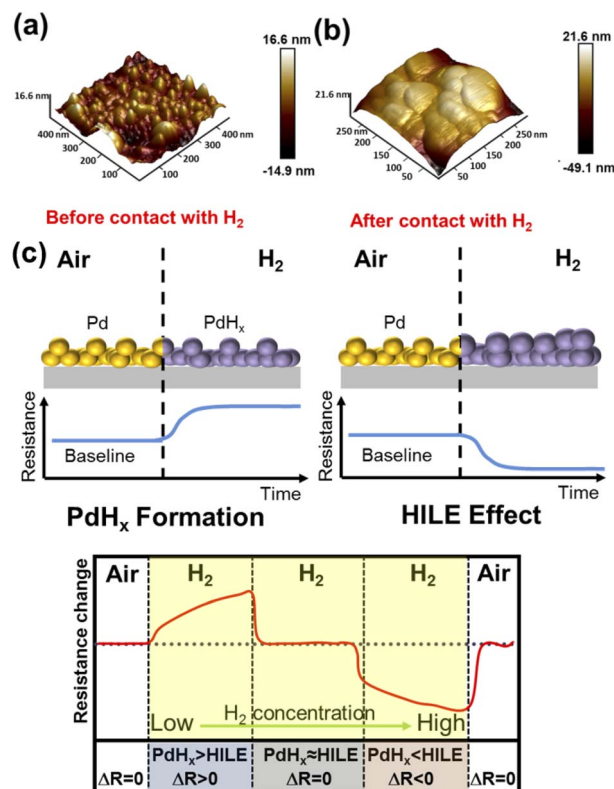 (a)
16.6 nm
16.6 nm
400 nm
300
200
100
100
200
300
400 nm
-14.9 nm
(b)
21.6 nm
21.6 nm
250 nm
200
150
100
50
50
100
150
200
250 nm
-49.1 nm
Before contact with H₂
After contact with H₂
(c)
Air
H₂
Pd
PdHₓ
Resistance
Baseline
Time
PdHₓ Formation
Air
H₂
Pd
Resistance
Baseline
Time
HILE Effect
Resistance change
Air
H₂
H₂
H₂
Air
Low
H₂ concentration
High
ΔR=0
PdHₓ>HILE
ΔR>0
PdHₓ≈HILE
ΔR=0
PdHₓ<HILE
ΔR<0
ΔR=0